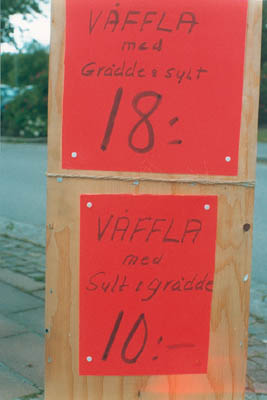 VÅFFLA
med
Grädde & sylt
18:-
VÅFFLA
med
Sylt & grädde
10:-